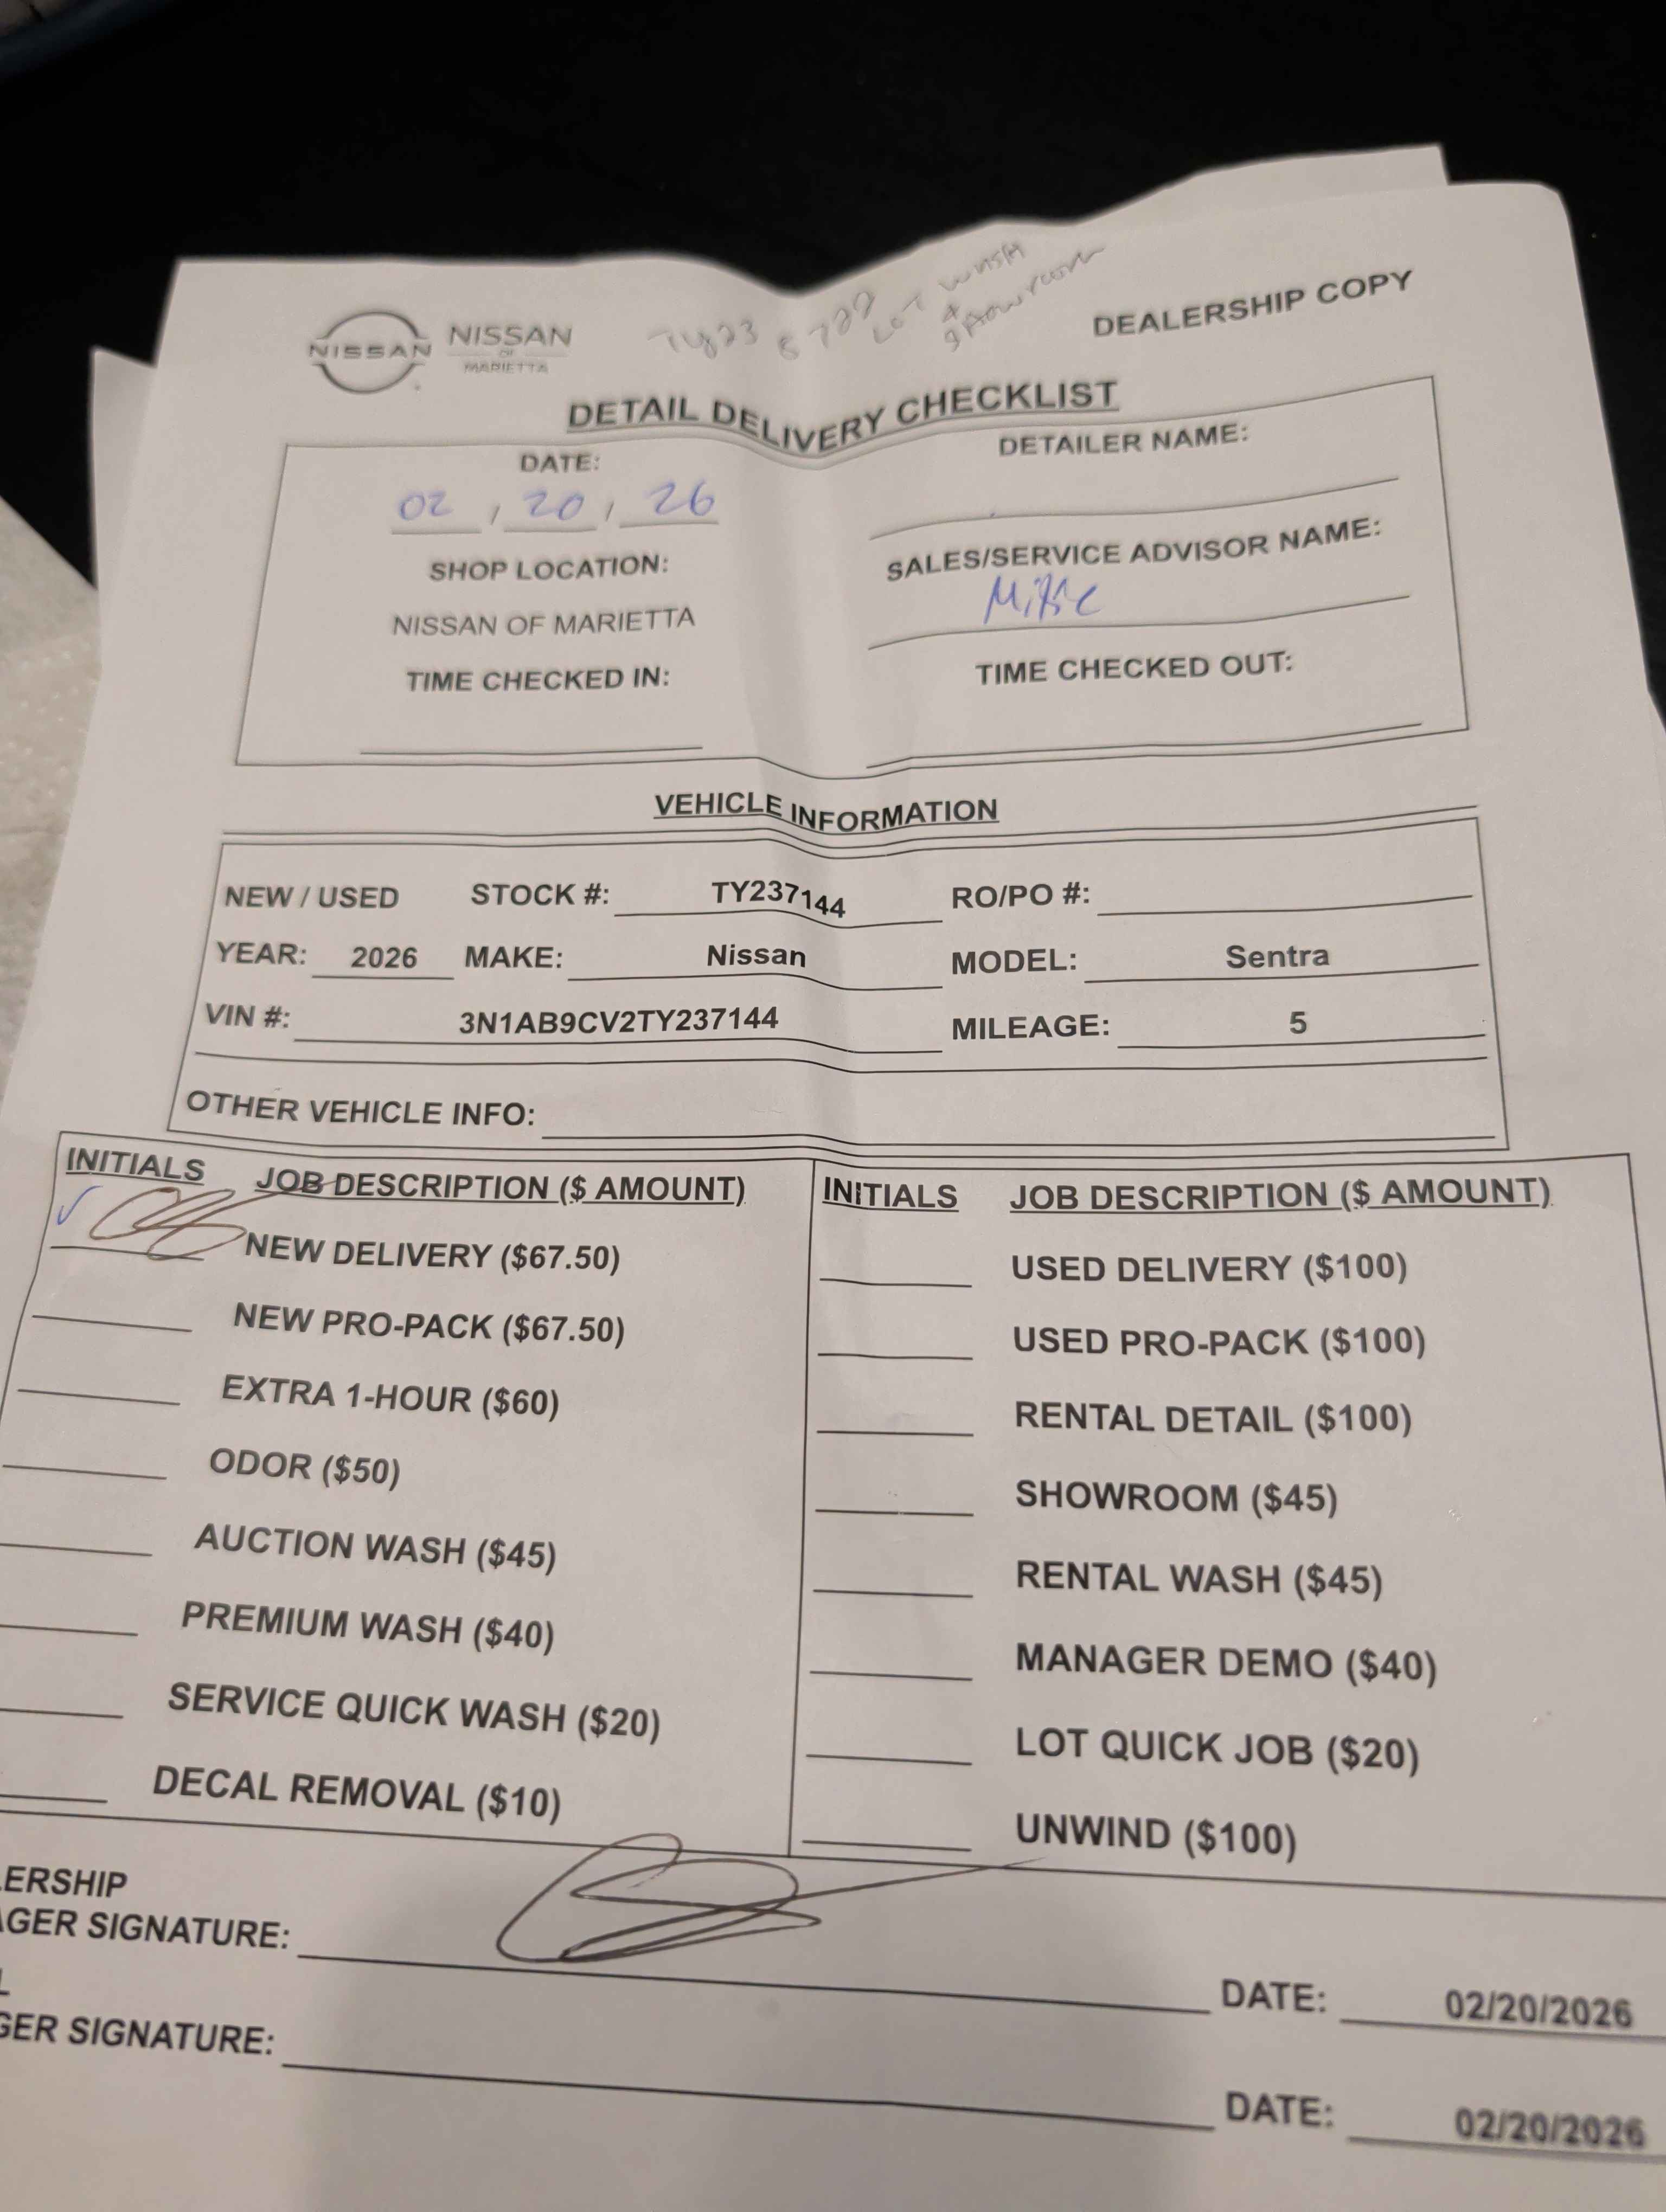 LOT WASH
&
showroom
DEALERSHIP COPY
NISSAN
NISSAN
OF
MARIETTA
DETAIL DELIVERY CHECKLIST
DATE:
02 / 20 / 26
DETAILER NAME:
SHOP LOCATION:
NISSAN OF MARIETTA
SALES/SERVICE ADVISOR NAME:
Mike
TIME CHECKED IN:
TIME CHECKED OUT:
VEHICLE INFORMATION
NEW / USED STOCK #: TY237144 RO/PO #:
YEAR: 2026 MAKE: Nissan MODEL: Sentra
VIN #: 3N1AB9CV2TY237144 MILEAGE: 5
OTHER VEHICLE INFO:
INITIALS JOB DESCRIPTION ($ AMOUNT)
✓ NEW DELIVERY ($67.50)
NEW PRO-PACK ($67.50)
EXTRA 1-HOUR ($60)
ODOR ($50)
AUCTION WASH ($45)
PREMIUM WASH ($40)
SERVICE QUICK WASH ($20)
DECAL REMOVAL ($10)
INITIALS JOB DESCRIPTION ($ AMOUNT)
USED DELIVERY ($100)
USED PRO-PACK ($100)
RENTAL DETAIL ($100)
SHOWROOM ($45)
RENTAL WASH ($45)
MANAGER DEMO ($40)
LOT QUICK JOB ($20)
UNWIND ($100)
LERSHIP
AGER SIGNATURE:
DATE: 02/20/2026
L
GER SIGNATURE:
DATE: 02/20/2026